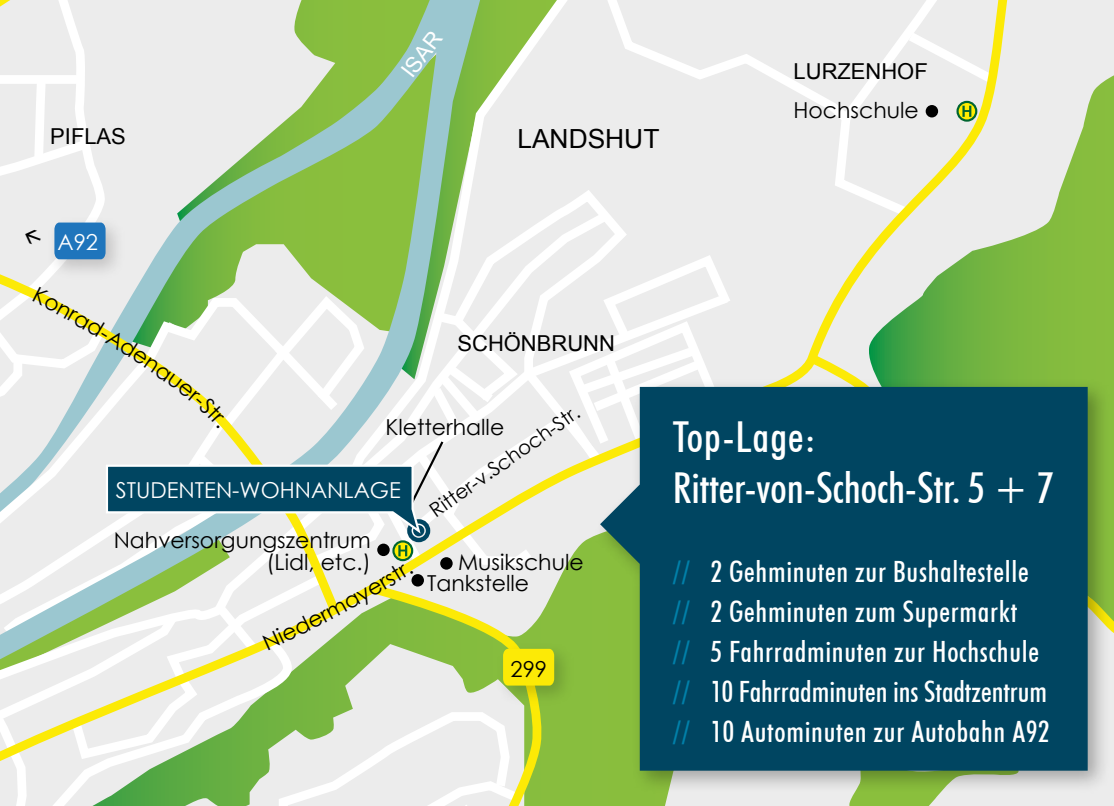 ISAR
LURZENHOF
Hochschule
H
PIFLAS
LANDSHUT
A92
Konrad-Adenauer-Str.
SCHÖNBRUNN
Kletterhalle
Ritter-v.Schoch-Str.
STUDENTEN-WOHNANLAGE
Nahversorgungszentrum
(Lidl, etc.)
H
Musikschule
Tankstelle
Niedermayerstr.
299
Top-Lage:
Ritter-von-Schoch-Str. 5 + 7
// 2 Gehminuten zur Bushaltestelle
// 2 Gehminuten zum Supermarkt
// 5 Fahrradminuten zur Hochschule
// 10 Fahrradminuten ins Stadtzentrum
// 10 Autominuten zur Autobahn A92